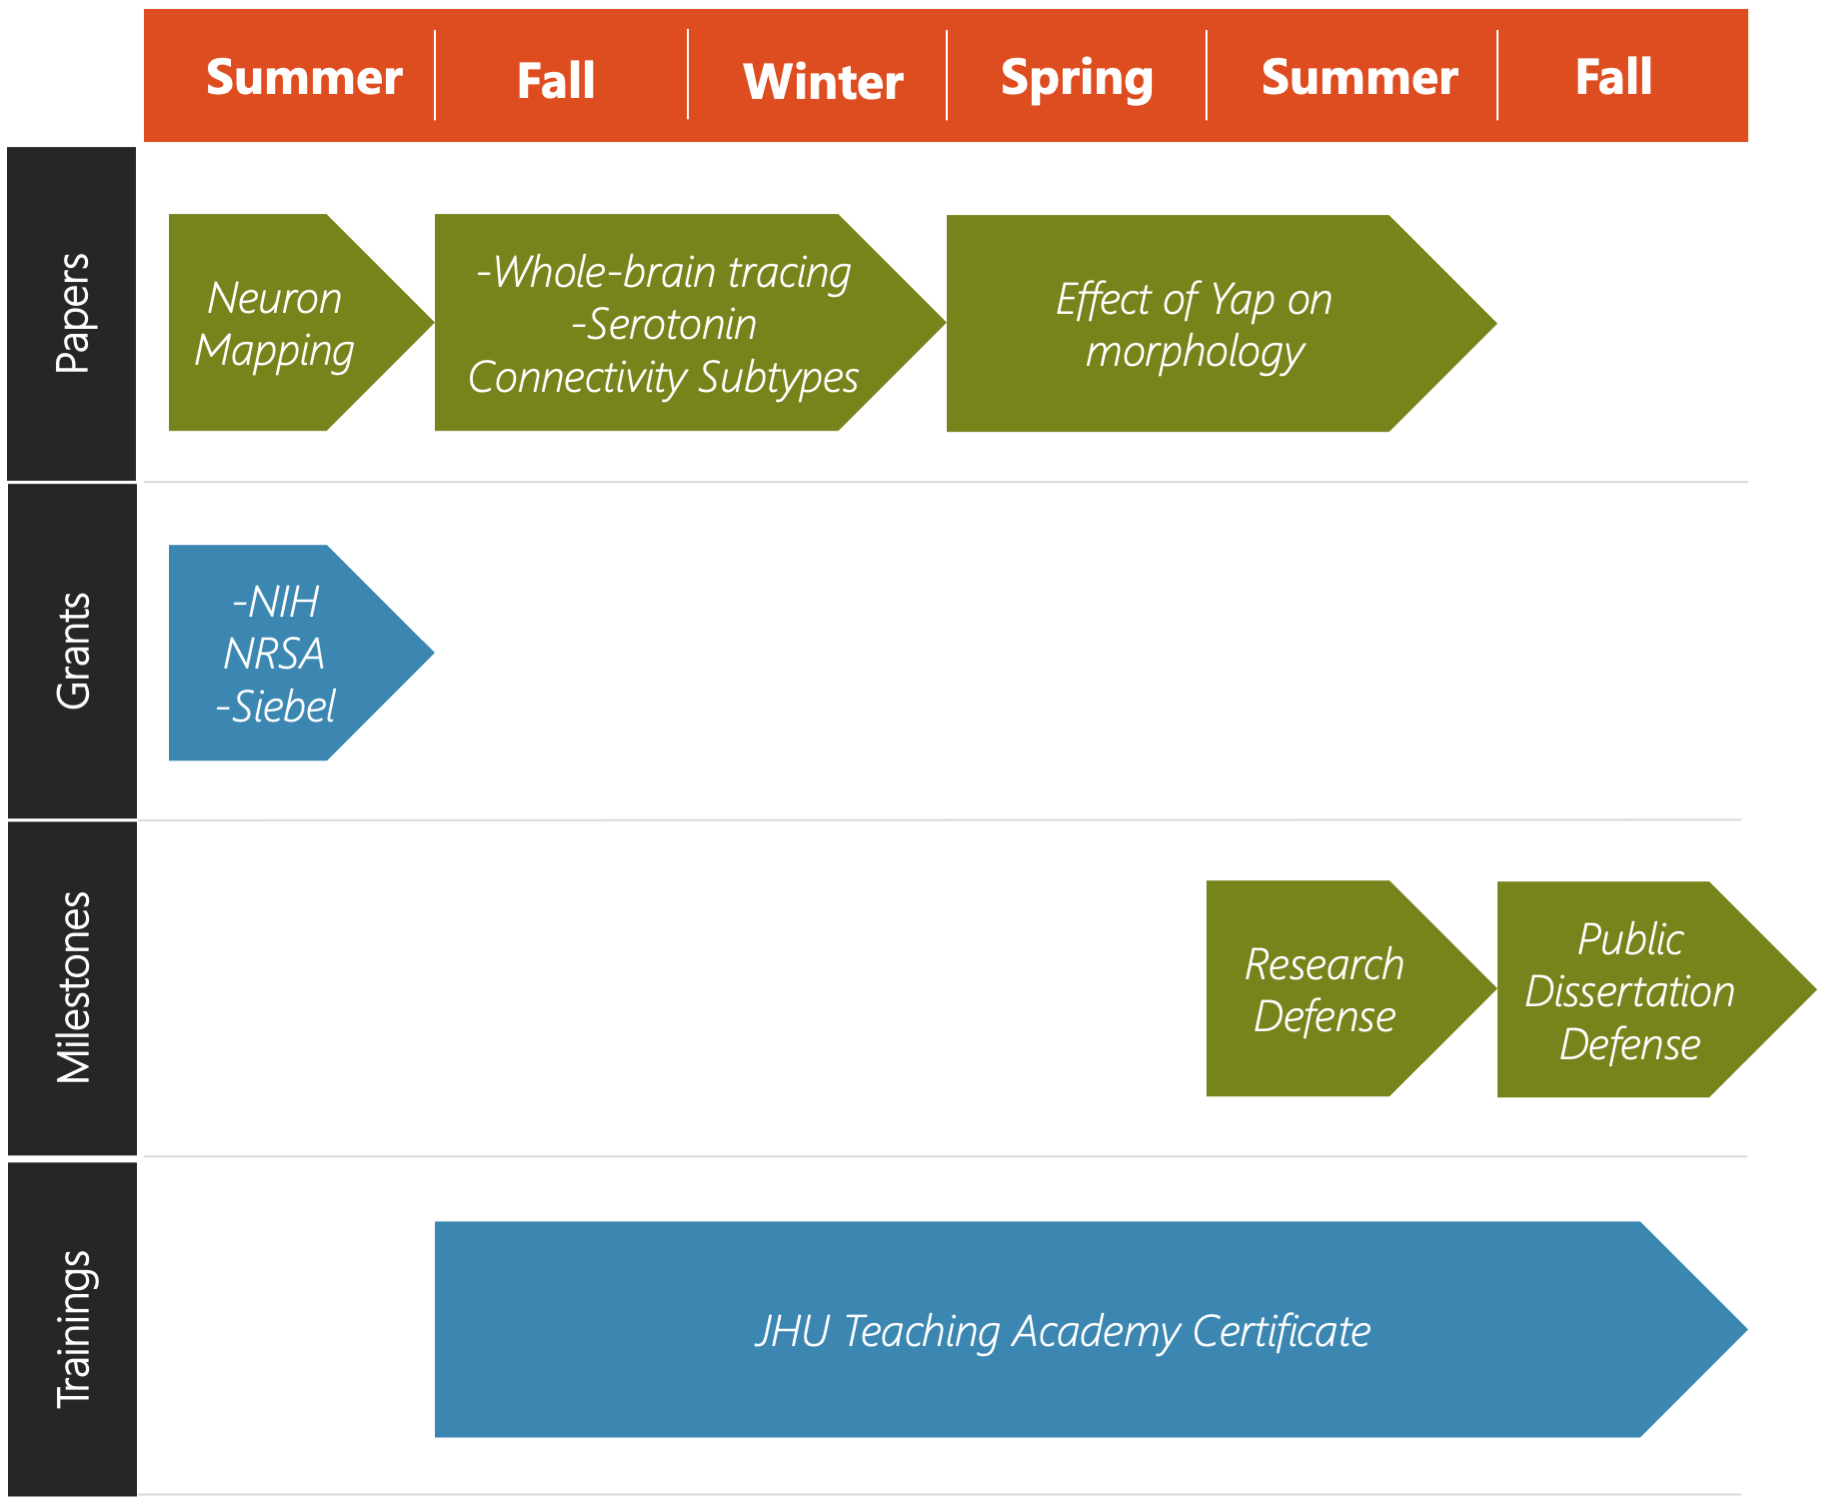 Summer Fall Winter Spring Summer Fall
Papers
Neuron
Mapping
-Whole-brain tracing
-Serotonin
Connectivity Subtypes
Effect of Yap on
morphology
Grants
-NIH
NRSA
-Siebel
Milestones
Research
Defense
Public
Dissertation
Defense
Trainings
JHU Teaching Academy Certificate